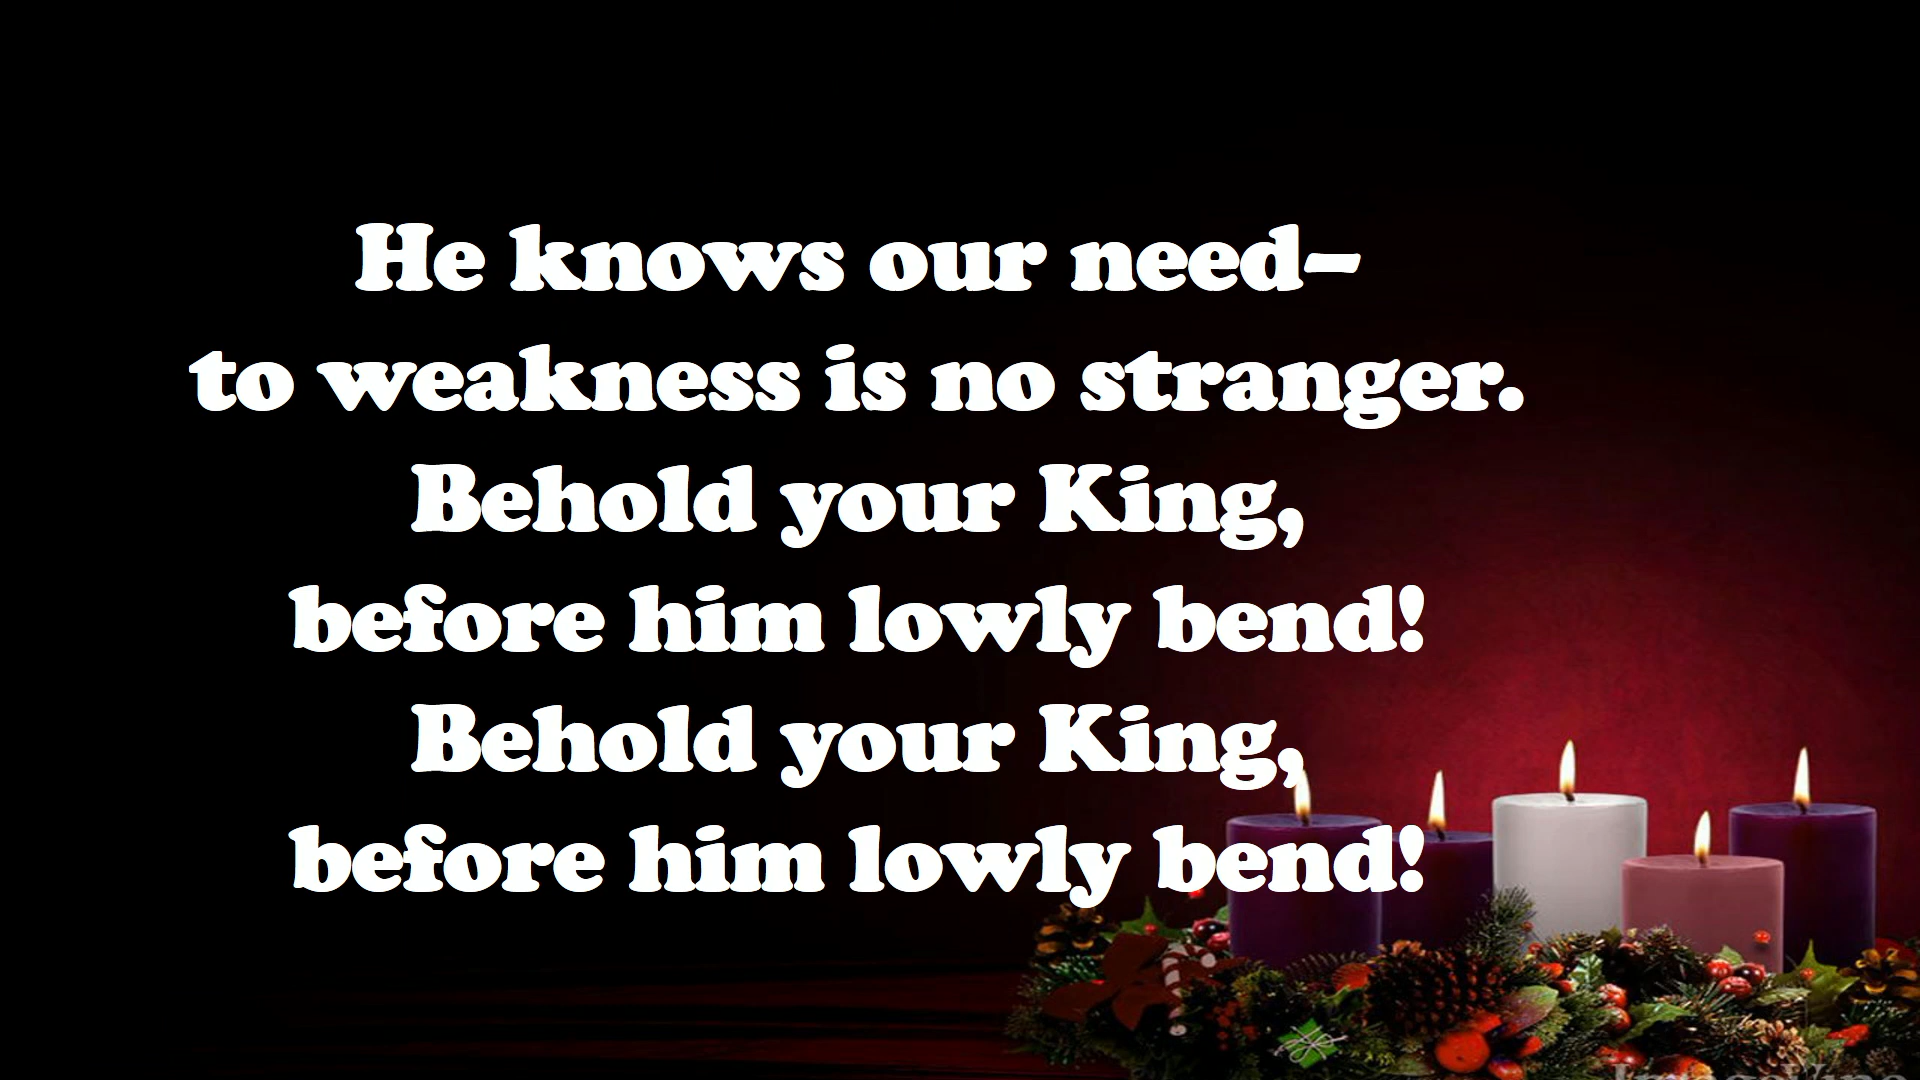 He knows our need–
to weakness is no stranger.
Behold your King,
before him lowly bend!
Behold your King,
before him lowly bend!